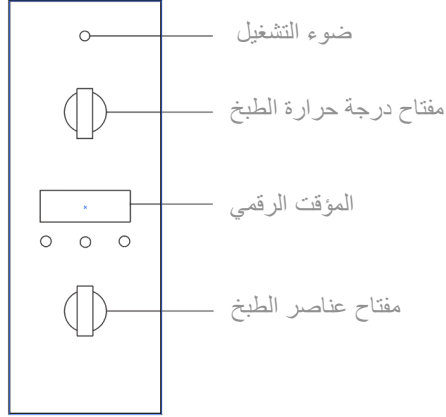 ضوء التشغيل
مفتاح درجة حرارة الطبخ
المؤقت الرقمي
مفتاح عناصر الطبخ